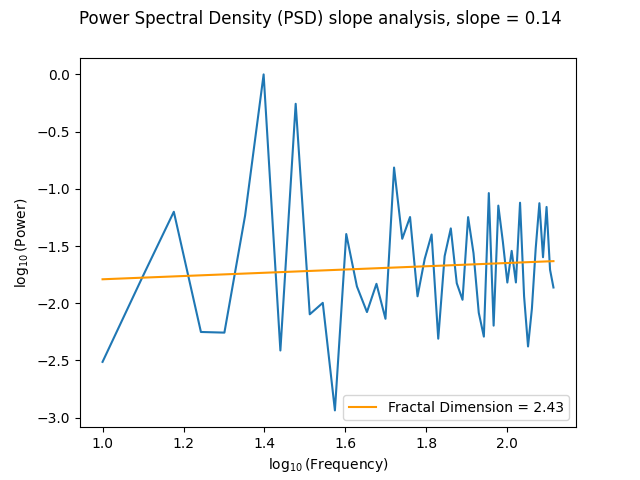 Power Spectral Density (PSD) slope analysis, slope = 0.14
0.0
−0.5
−1.0
−1.5
−2.0
−2.5
−3.0
log10 (Power)
Fractal Dimension = 2.43
1.0 1.2 1.4 1.6 1.8 2.0
log10 (Frequency)